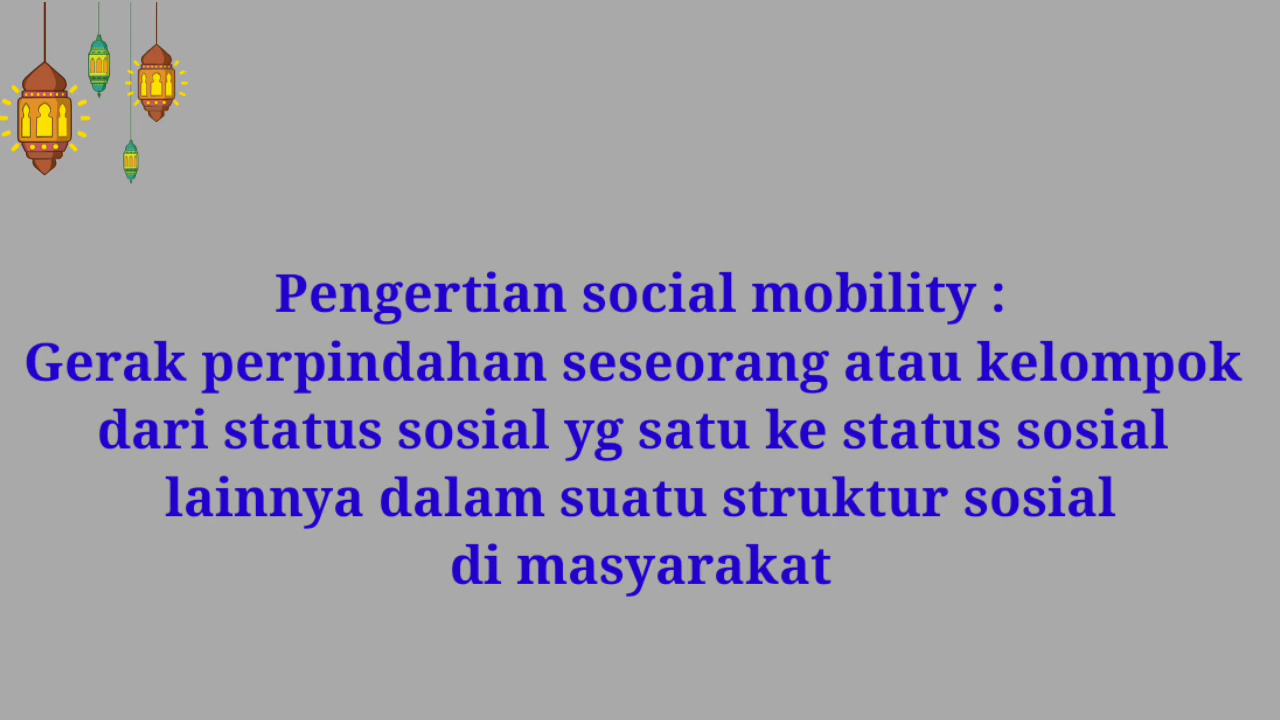 Pengertian social mobility :
Gerak perpindahan seseorang atau kelompok
dari status sosial yg satu ke status sosial
lainnya dalam suatu struktur sosial
di masyarakat